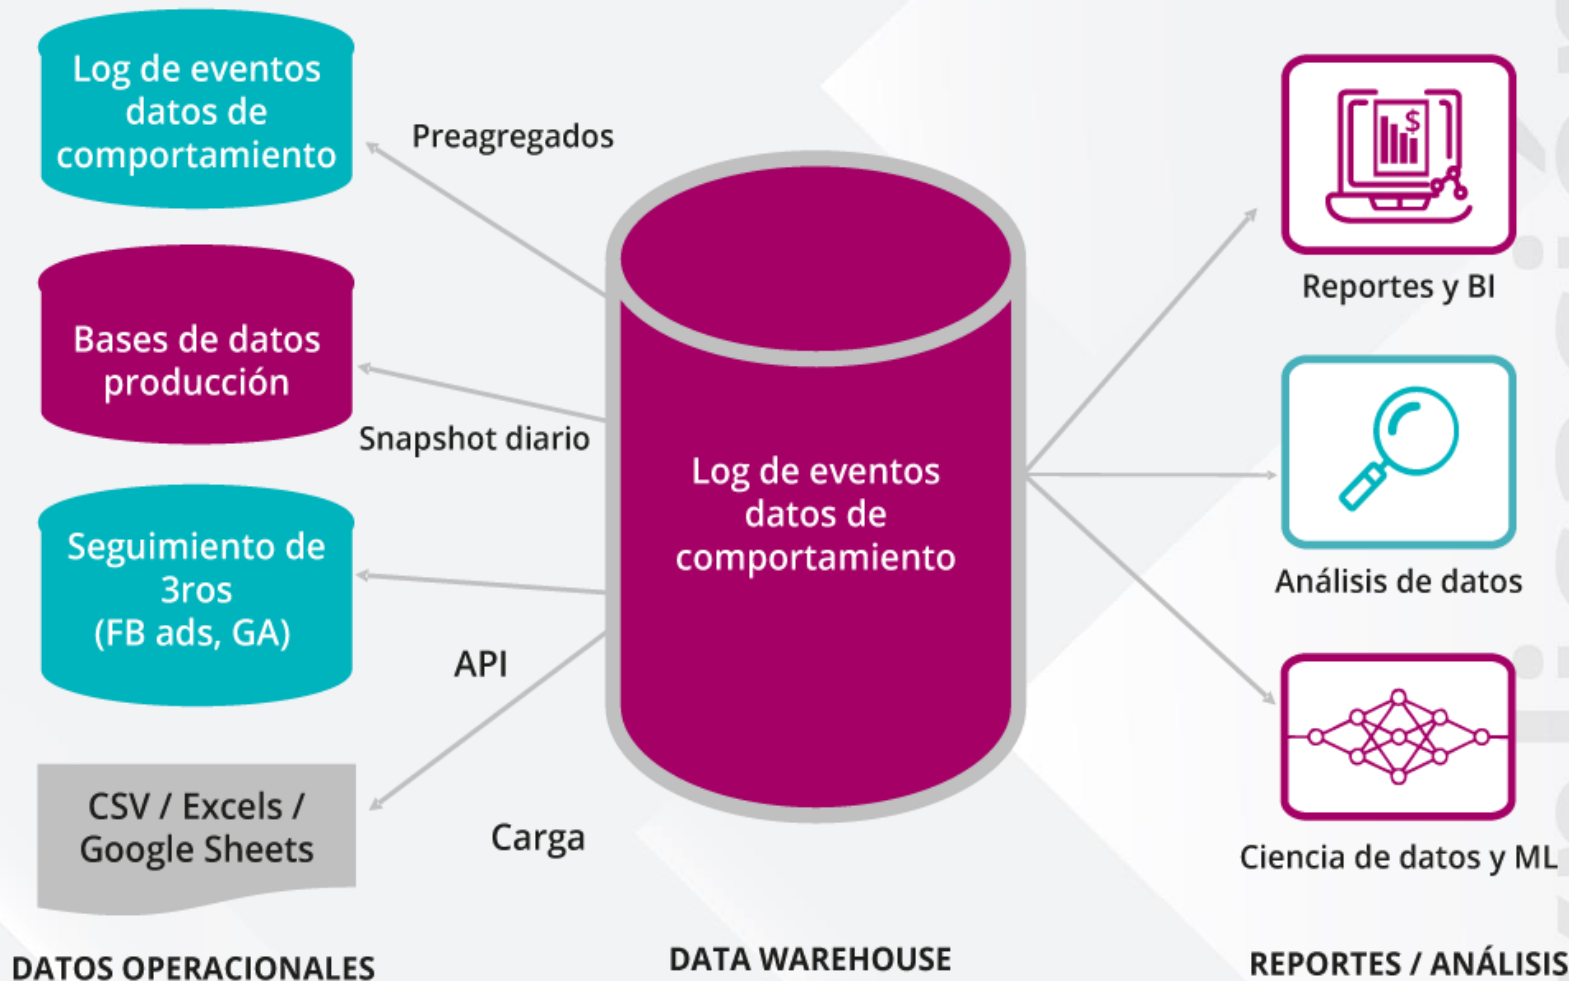 Log de eventos
datos de
comportamiento
Preagregados
Bases de datos
producción
Snapshot diario
Seguimiento de
3ros
(FB ads, GA)
API
CSV / Excels /
Google Sheets
Carga
DATOS OPERACIONALES
Log de eventos
datos de
comportamiento
DATA WAREHOUSE
$
Reportes y BI
Análisis de datos
Ciencia de datos y ML
REPORTES / ANÁLISIS